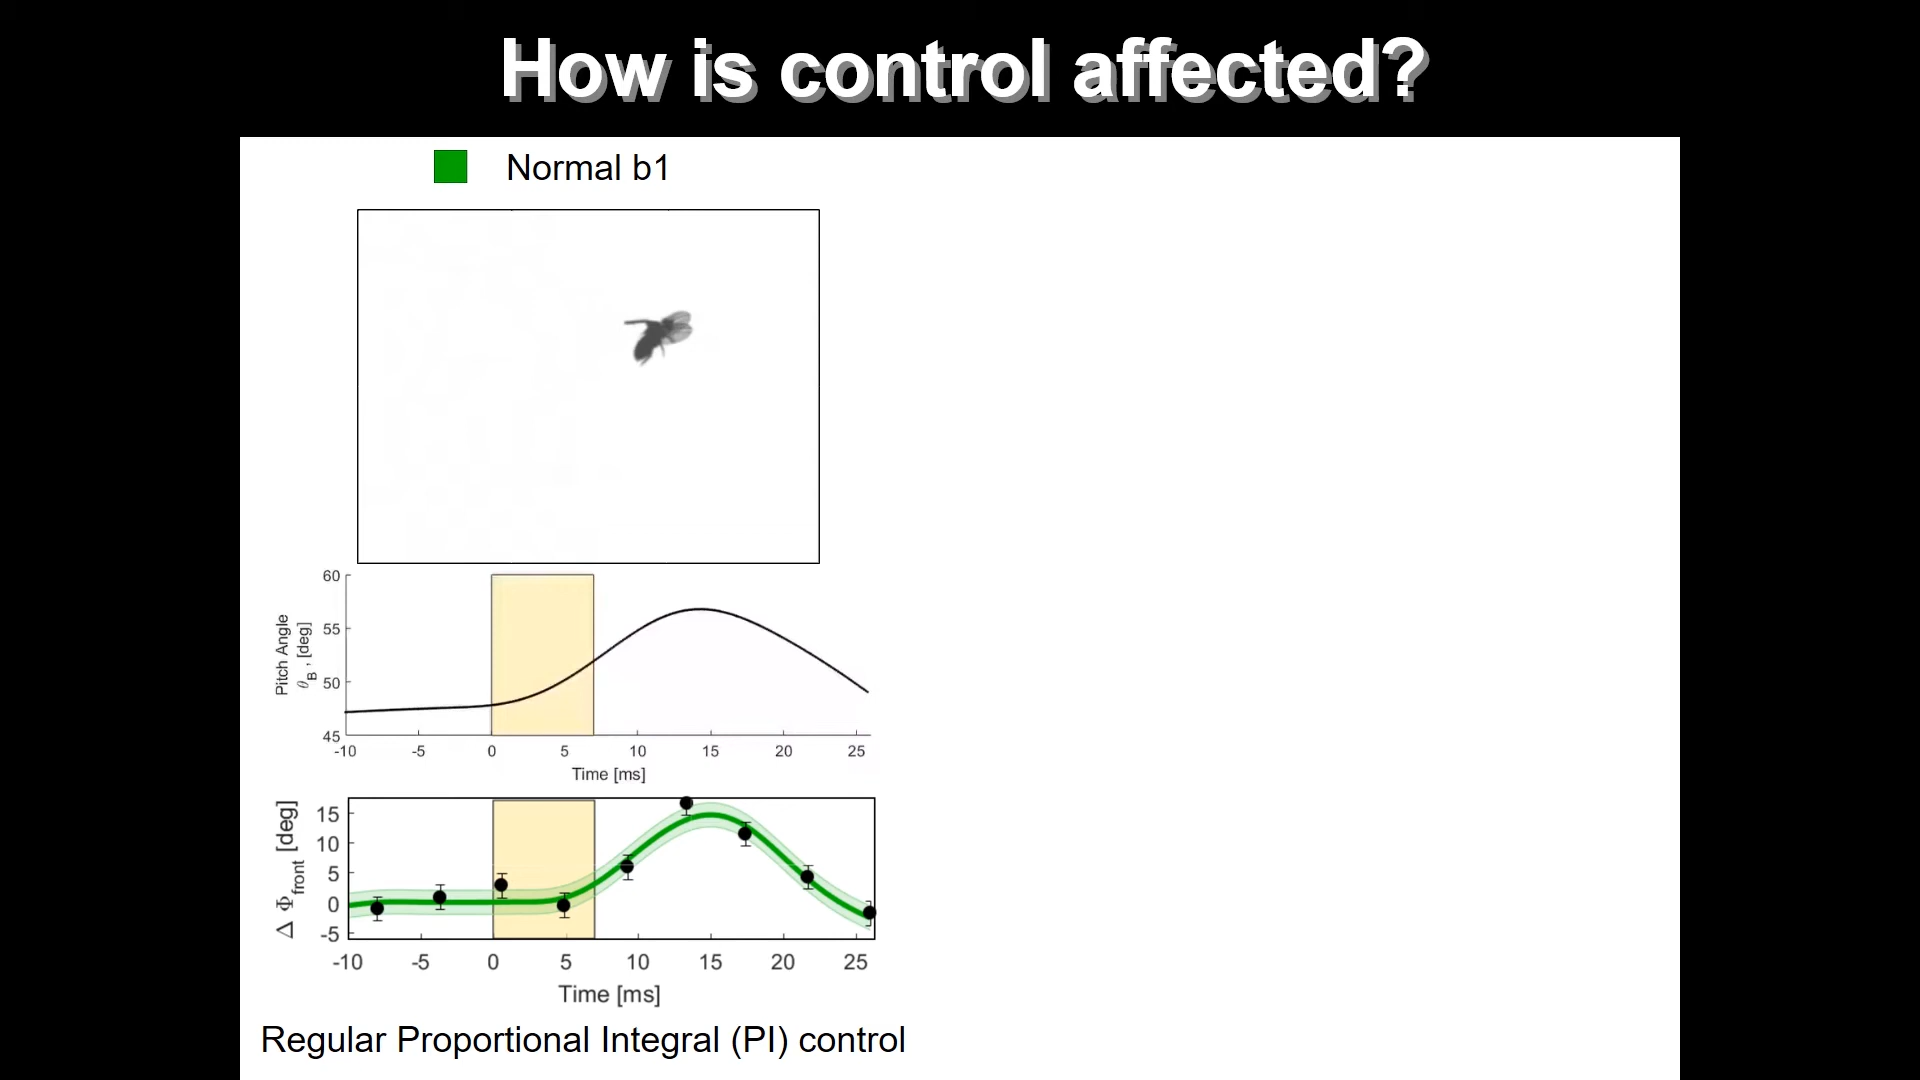 How is control affected?
Normal b1
60
55
50
45
Pitch Angle
θB , [deg]
-10 -5 0 5 10 15 20 25
Time [ms]
15
10
5
0
-5
Δ Φfront [deg]
-10 -5 0 5 10 15 20 25
Time [ms]
Regular Proportional Integral (PI) control